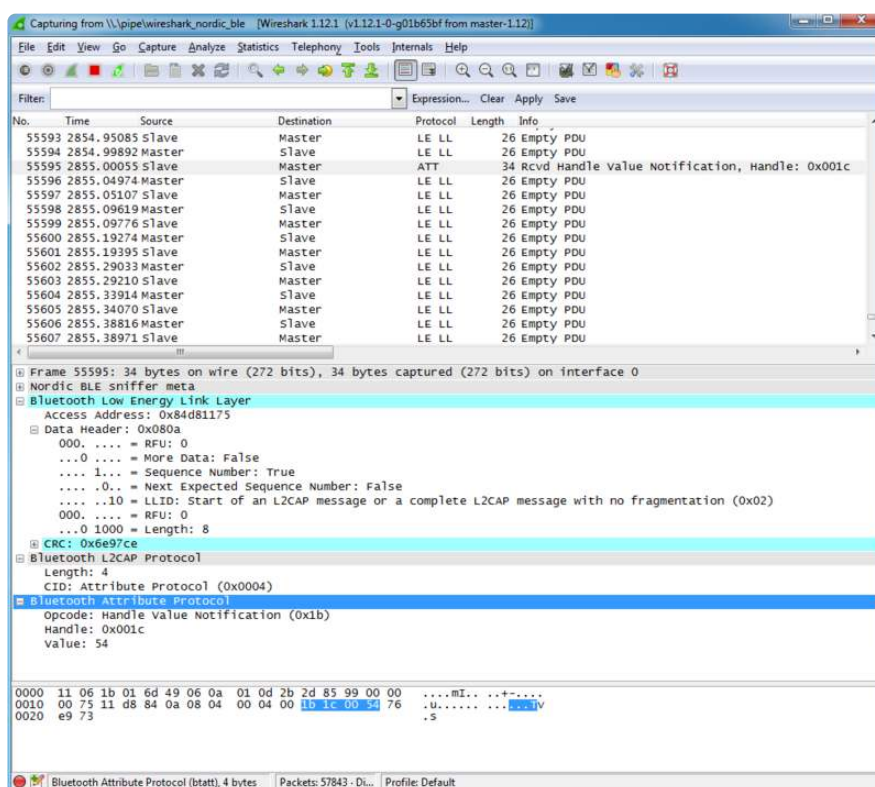 Capturing from \\.\pipe\wireshark_nordic_ble [Wireshark 1.12.1 (v1.12.1-0-g01b65bf from master-1.12)]
File Edit View Go Capture Analyze Statistics Telephony Tools Internals Help
Filter: Expression... Clear Apply Save
No. Time Source Destination Protocol Length Info
55593 2854.95085 Slave Master LE LL 26 Empty PDU
55594 2854.99892 Master Slave LE LL 26 Empty PDU
55595 2855.00055 Slave Master ATT 34 Rcvd Handle Value Notification, Handle: 0x001c
55596 2855.04974 Master Slave LE LL 26 Empty PDU
55597 2855.05107 Slave Master LE LL 26 Empty PDU
55598 2855.09619 Master Slave LE LL 26 Empty PDU
55599 2855.09776 Slave Master LE LL 26 Empty PDU
55600 2855.19274 Master Slave LE LL 26 Empty PDU
55601 2855.19395 Slave Master LE LL 26 Empty PDU
55602 2855.29033 Master Slave LE LL 26 Empty PDU
55603 2855.29210 Slave Master LE LL 26 Empty PDU
55604 2855.33914 Master Slave LE LL 26 Empty PDU
55605 2855.34070 Slave Master LE LL 26 Empty PDU
55606 2855.38816 Master Slave LE LL 26 Empty PDU
55607 2855.38971 Slave Master LE LL 26 Empty PDU
Frame 55595: 34 bytes on wire (272 bits), 34 bytes captured (272 bits) on interface 0
Nordic BLE sniffer meta
Bluetooth Low Energy Link Layer
Access Address: 0x84d81175
Data Header: 0x080a
000. .... = RFU: 0
...0 .... = More Data: False
.... 1... = Sequence Number: True
.... .0.. = Next Expected Sequence Number: False
.... ..10 = LLID: Start of an L2CAP message or a complete L2CAP message with no fragmentation (0x02)
000. .... = RFU: 0
...0 1000 = Length: 8
CRC: 0x6e97ce
Bluetooth L2CAP Protocol
Length: 4
CID: Attribute Protocol (0x0004)
Bluetooth Attribute Protocol
Opcode: Handle Value Notification (0x1b)
Handle: 0x001c
Value: 54
0000 11 06 1b 01 6d 49 06 0a 01 0d 2b 2d 85 99 00 00 ....mI.. ..+-....
0010 00 75 11 d8 84 0a 08 04 00 04 00 1b 1c 00 54 76 .u...... ......Tv
0020 e9 73 .s
Bluetooth Attribute Protocol (btatt), 4 bytes Packets: 57843 · Di... Profile: Default